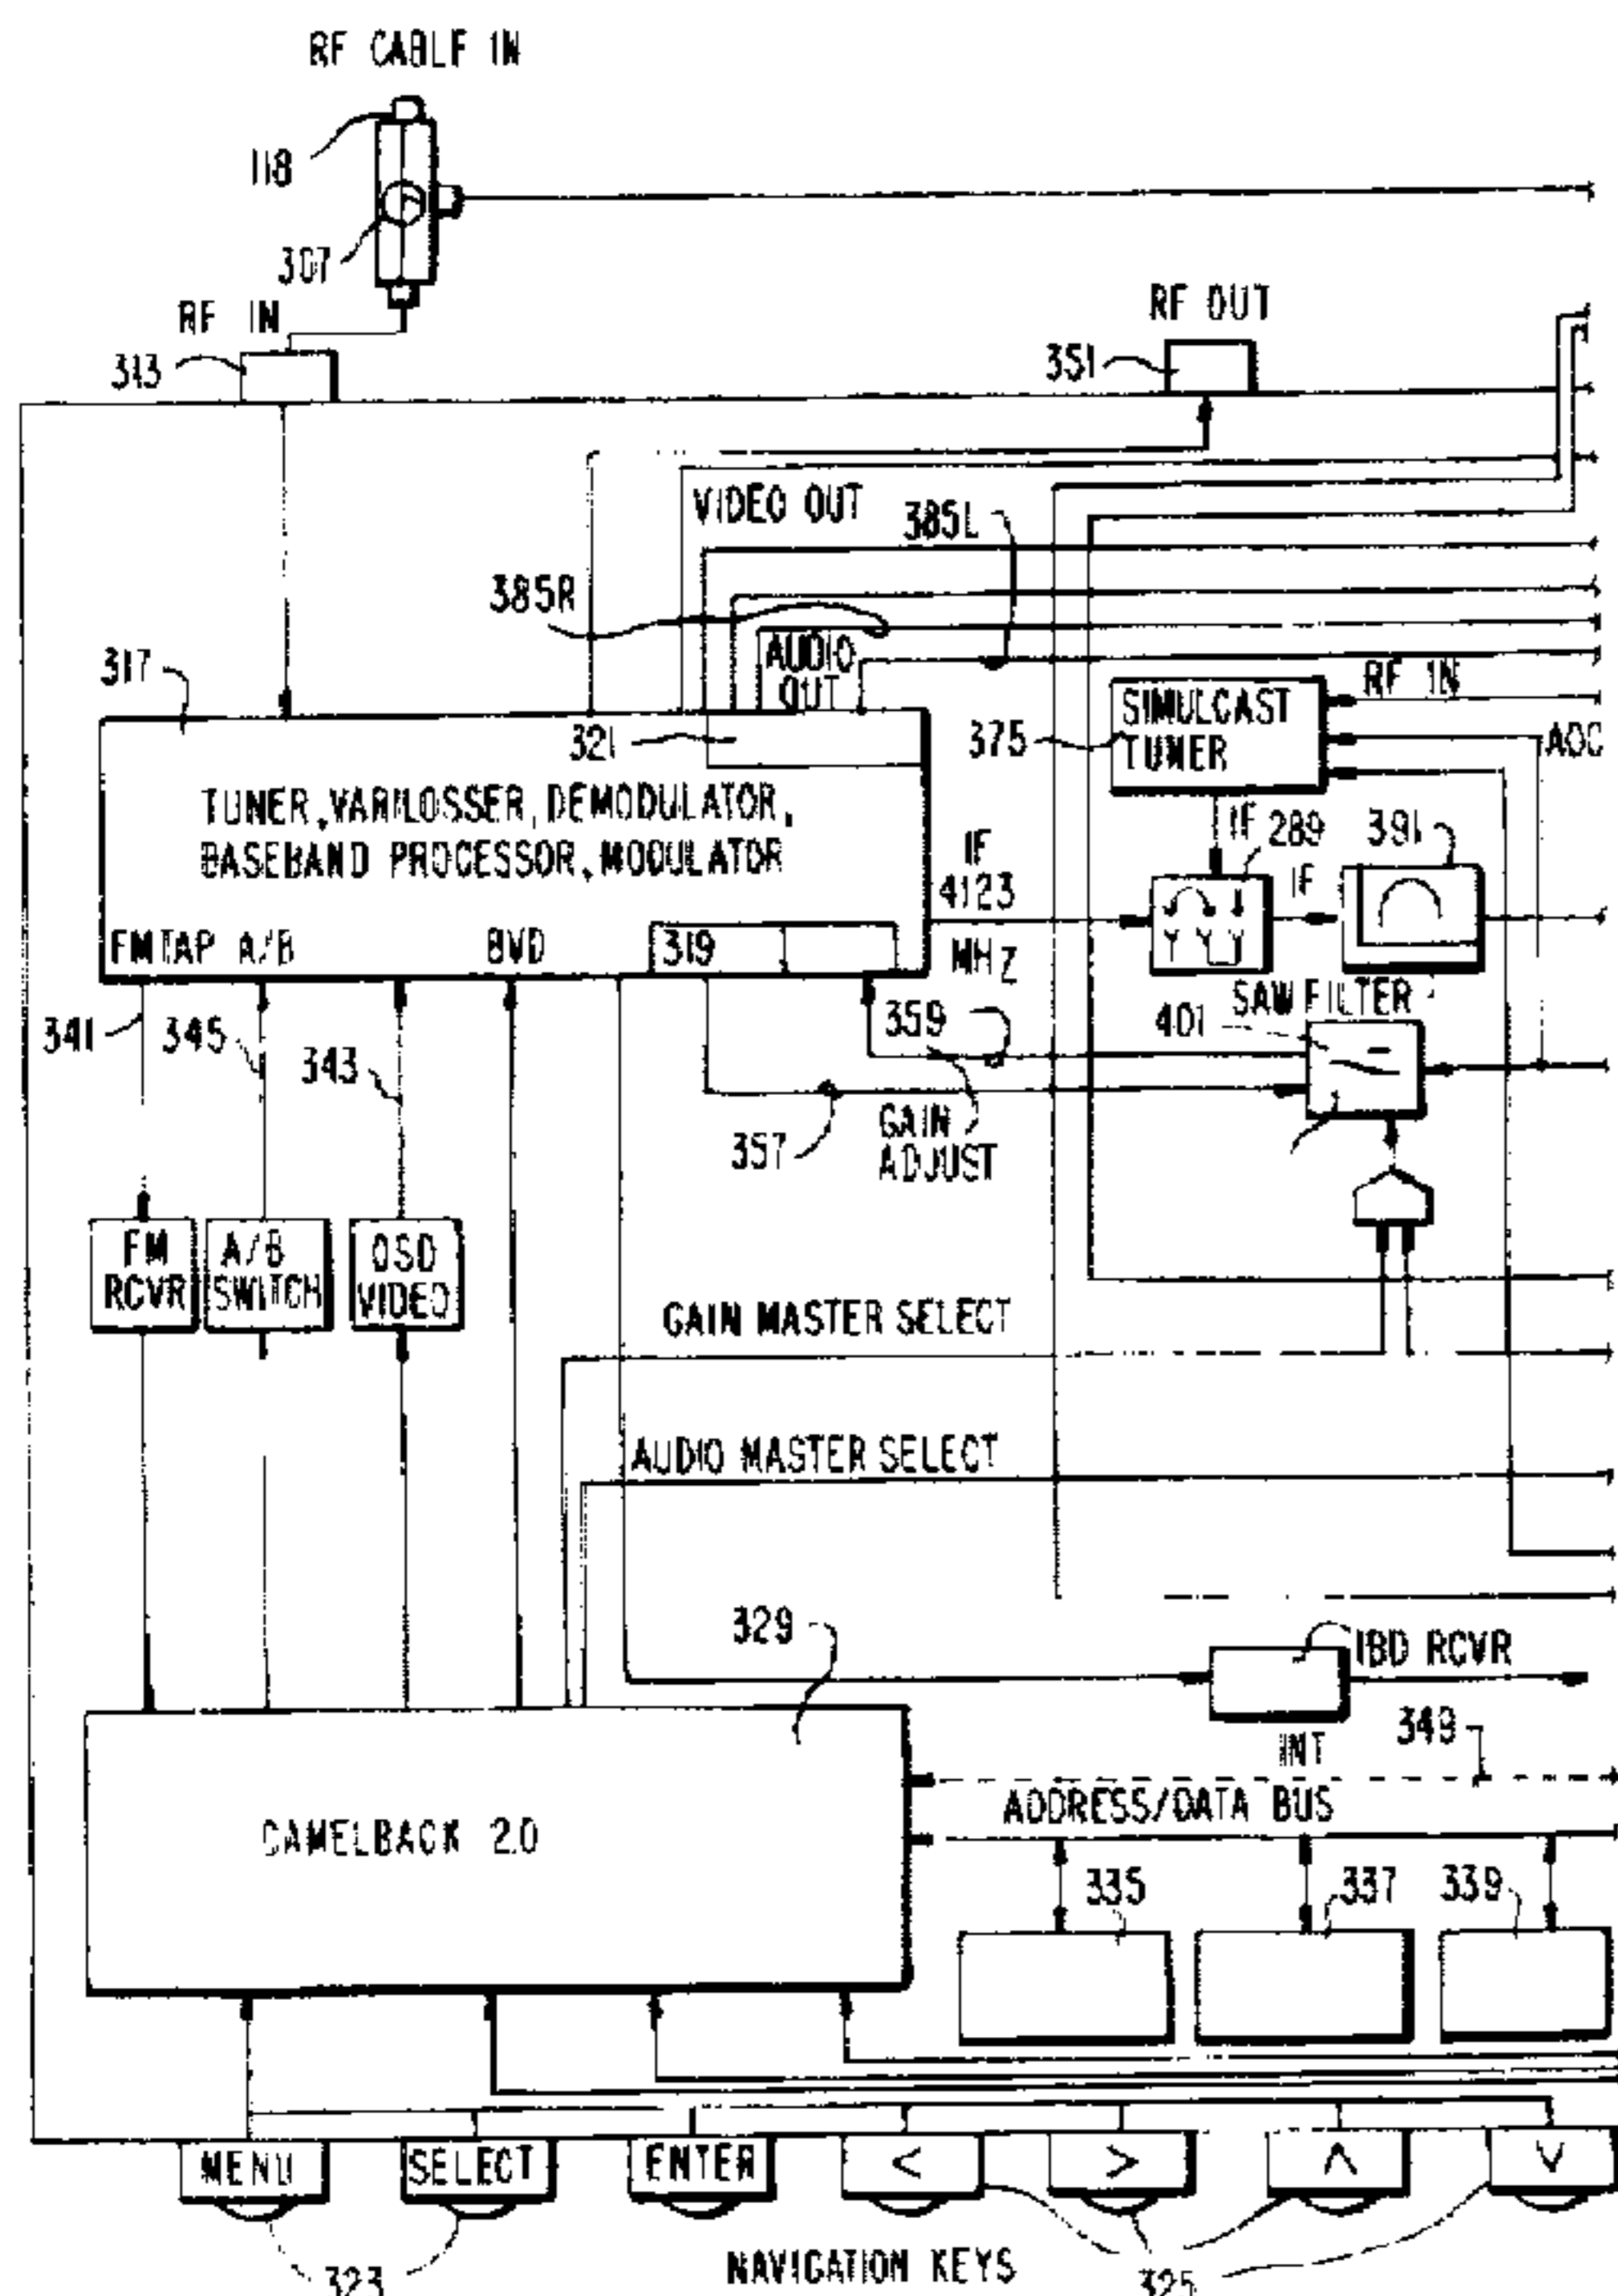 RF CABLE IN
118
307
RF IN
313
RF OUT
351
VIDEO OUT
385L
385R
AUDIO
OUT
317
321
375
SIMULCAST
TUNER
RF IN
AOC
TUNER, VARILOSSER, DEMODULATOR,
BASEBAND PROCESSOR, MODULATOR
IF
4123
MHZ
IF
289
IF
391
FMTAP A/B
BVD
319
SAW FILTER
341
345
343
359
401
357
GAIN
ADJUST
FM
RCVR
A/B
SWITCH
OSD
VIDEO
GAIN MASTER SELECT
AUDIO MASTER SELECT
329
IBD RCVR
349
INT
ADDRESS/DATA BUS
CAMELBACK 2.0
335
337
339
MENU
SELECT
ENTER
<
>
^
V
323
NAVIGATION KEYS
325